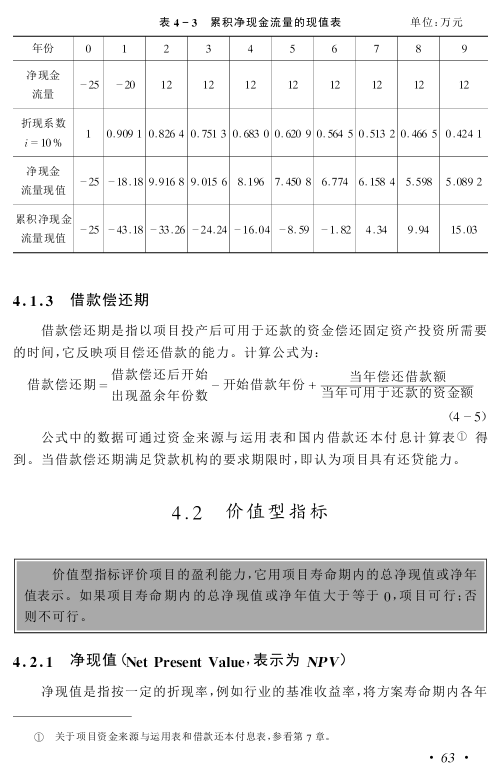 表 4-3 累积净现金流量的现值表 单位:万元
年份 0 1 2 3 4 5 6 7 8 9
净现金
流量 -25 -20 12 12 12 12 12 12 12 12
折现系数
i=10% 1 0.909 1 0.826 4 0.751 3 0.683 0 0.620 9 0.564 5 0.513 2 0.466 5 0.424 1
净现金
流量现值 -25 -18.18 9.916 8 9.015 6 8.196 7.450 8 6.774 6.158 4 5.598 5.089 2
累积净现金
流量现值 -25 -43.18 -33.26 -24.24 -16.04 -8.59 -1.82 4.34 9.94 15.03
4.1.3 借款偿还期
借款偿还期是指以项目投产后可用于还款的资金偿还固定资产投资所需要
的时间,它反映项目偿还借款的能力。计算公式为:
借款偿还期=借款偿还后开始出现盈余年份数-开始借款年份+当年偿还借款额/当年可用于还款的资金额
(4-5)
公式中的数据可通过资金来源与运用表和国内借款还本付息计算表① 得
到。当借款偿还期满足贷款机构的要求期限时,即认为项目具有还贷能力。
4.2 价值型指标
价值型指标评价项目的盈利能力,它用项目寿命期内的总净现值或净年
值表示。如果项目寿命期内的总净现值或净年值大于等于 0,项目可行;否
则不可行。
4.2.1 净现值(Net Present Value,表示为 NPV)
净现值是指按一定的折现率,例如行业的基准收益率,将方案寿命期内各年
① 关于项目资金来源与运用表和借款还本付息表,参看第 7 章。
· 63 ·